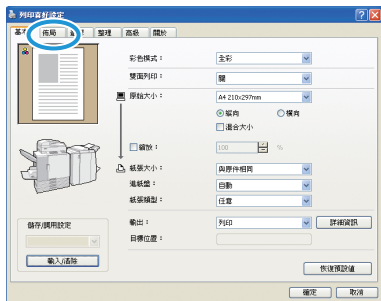 列印喜好設定
基本 佈局 整理 高級 關於
彩色模式： 全彩
雙面列印： 關
原始大小： A4 210x297mm
縱向 橫向
混合大小
縮放： 100 %
紙張大小： 與原件相同
進紙盤： 自動
紙張類型： 任意
儲存/調用設定
輸出： 列印 詳細資訊
目標位置：
輸入/清除
恢復預設值
確定 取消